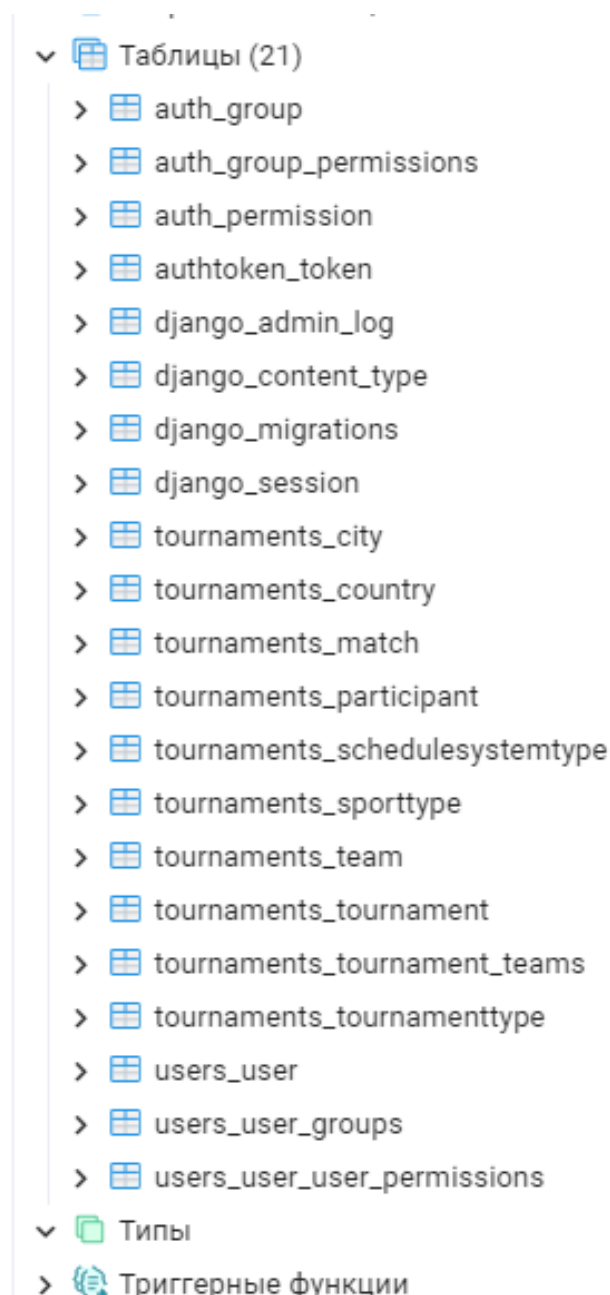 Таблицы (21)
auth_group
auth_group_permissions
auth_permission
authtoken_token
django_admin_log
django_content_type
django_migrations
django_session
tournaments_city
tournaments_country
tournaments_match
tournaments_participant
tournaments_schedulesystemtype
tournaments_sporttype
tournaments_team
tournaments_tournament
tournaments_tournament_teams
tournaments_tournamenttype
users_user
users_user_groups
users_user_user_permissions
Типы
Триггерные функции